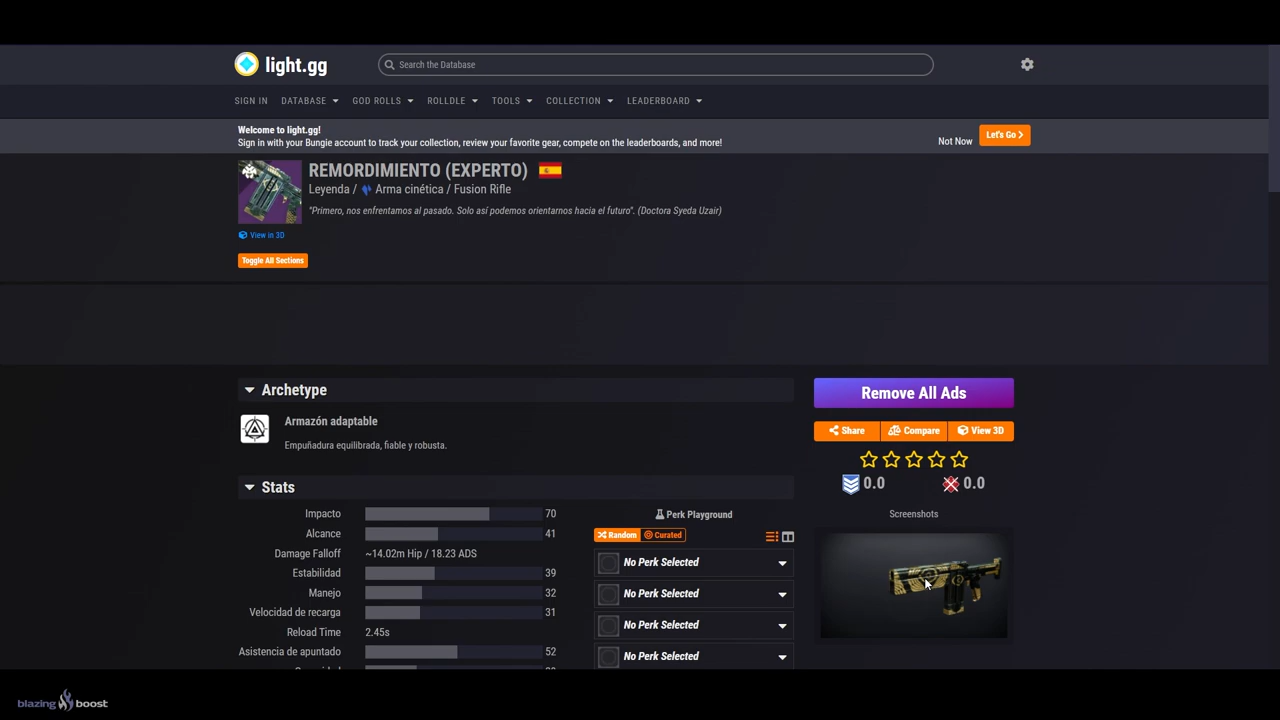 light.gg
Search the Database
SIGN IN DATABASE GOD ROLLS ROLLDLE TOOLS COLLECTION LEADERBOARD
Welcome to light.gg!
Sign in with your Bungie account to track your collection, review your favorite gear, compete on the leaderboards, and more!
Not Now Let's Go
REMORDIMIENTO (EXPERTO)
Leyenda / Arma cinética / Fusion Rifle
"Primero, nos enfrentamos al pasado. Solo así podemos orientarnos hacia el futuro". (Doctora Syeda Uzair)
View in 3D
Toggle All Sections
Archetype
Armazón adaptable
Empuñadura equilibrada, fiable y robusta.
Remove All Ads
Share Compare View 3D
0.0 0.0
Screenshots
Stats
Impacto 70
Alcance 41
Damage Falloff ~14.02m Hip / 18.23 ADS
Estabilidad 39
Manejo 32
Velocidad de recarga 31
Reload Time 2.45s
Asistencia de apuntado 52
Perk Playground
Random Curated
No Perk Selected
No Perk Selected
No Perk Selected
No Perk Selected
blazing boost